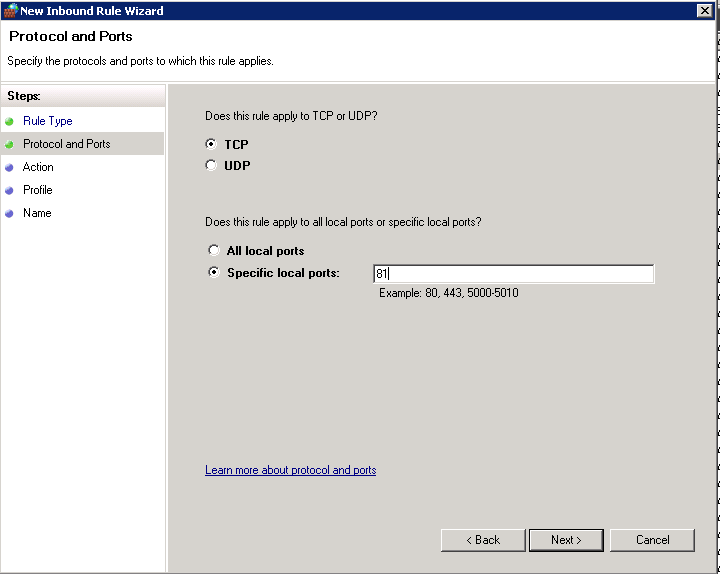 New Inbound Rule Wizard
Protocol and Ports
Specify the protocols and ports to which this rule applies.
Steps:
Rule Type
Protocol and Ports
Action
Profile
Name
Does this rule apply to TCP or UDP?
TCP
UDP
Does this rule apply to all local ports or specific local ports?
All local ports
Specific local ports: 81
Example: 80, 443, 5000-5010
Learn more about protocol and ports
< Back Next > Cancel